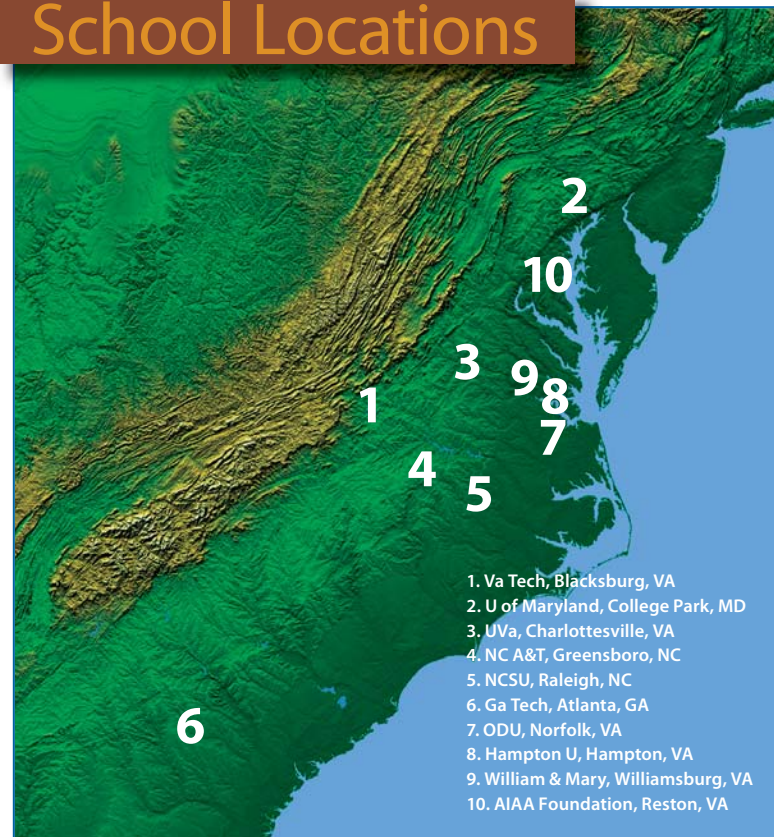 School Locations
2
10
3
9
8
1
7
4
5
1. Va Tech, Blacksburg, VA
2. U of Maryland, College Park, MD
3. UVa, Charlottesville, VA
4. NC A&T, Greensboro, NC
5. NCSU, Raleigh, NC
6. Ga Tech, Atlanta, GA
7. ODU, Norfolk, VA
8. Hampton U, Hampton, VA
9. William & Mary, Williamsburg, VA
10. AIAA Foundation, Reston, VA
6